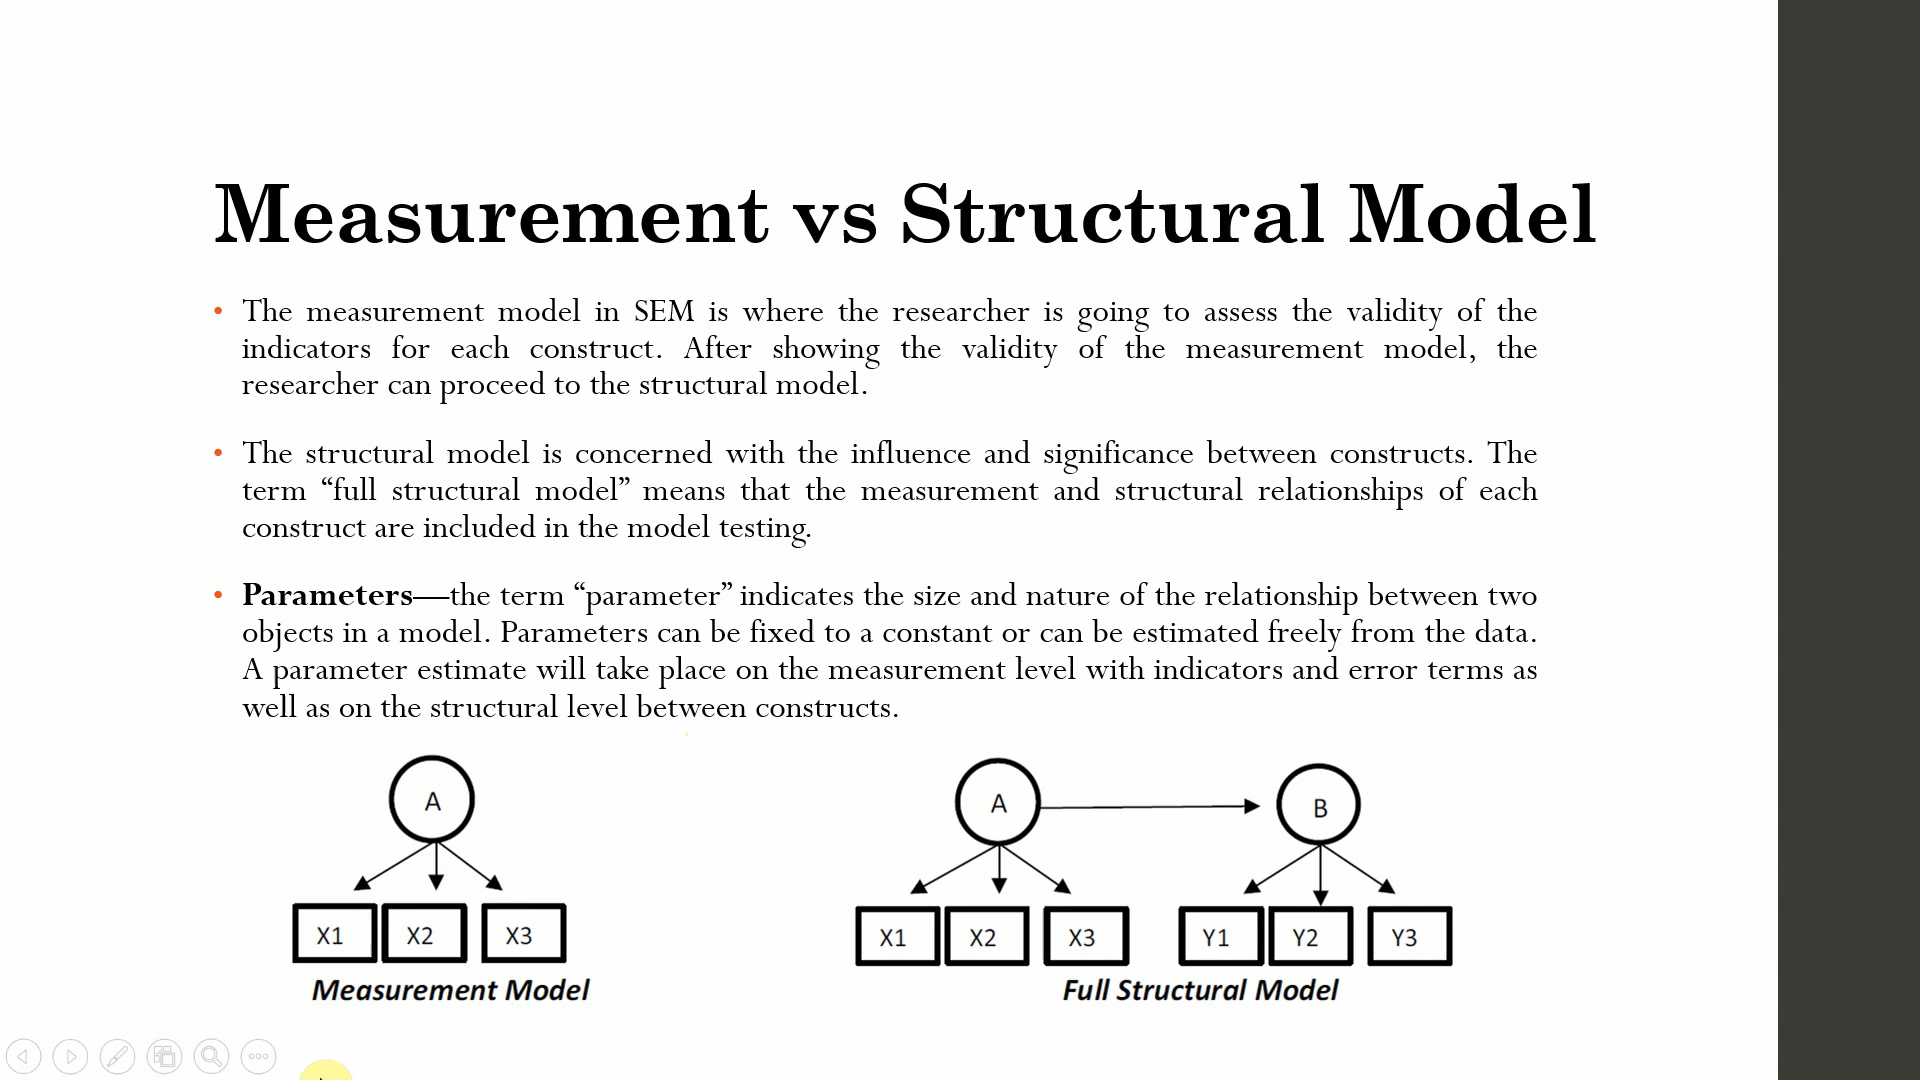 Measurement vs Structural Model
• The measurement model in SEM is where the researcher is going to assess the validity of the
indicators for each construct. After showing the validity of the measurement model, the
researcher can proceed to the structural model.
• The structural model is concerned with the influence and significance between constructs. The
term “full structural model” means that the measurement and structural relationships of each
construct are included in the model testing.
• Parameters—the term “parameter” indicates the size and nature of the relationship between two
objects in a model. Parameters can be fixed to a constant or can be estimated freely from the data.
A parameter estimate will take place on the measurement level with indicators and error terms as
well as on the structural level between constructs.
A
X1 X2 X3
Measurement Model
A B
X1 X2 X3 Y1 Y2 Y3
Full Structural Model